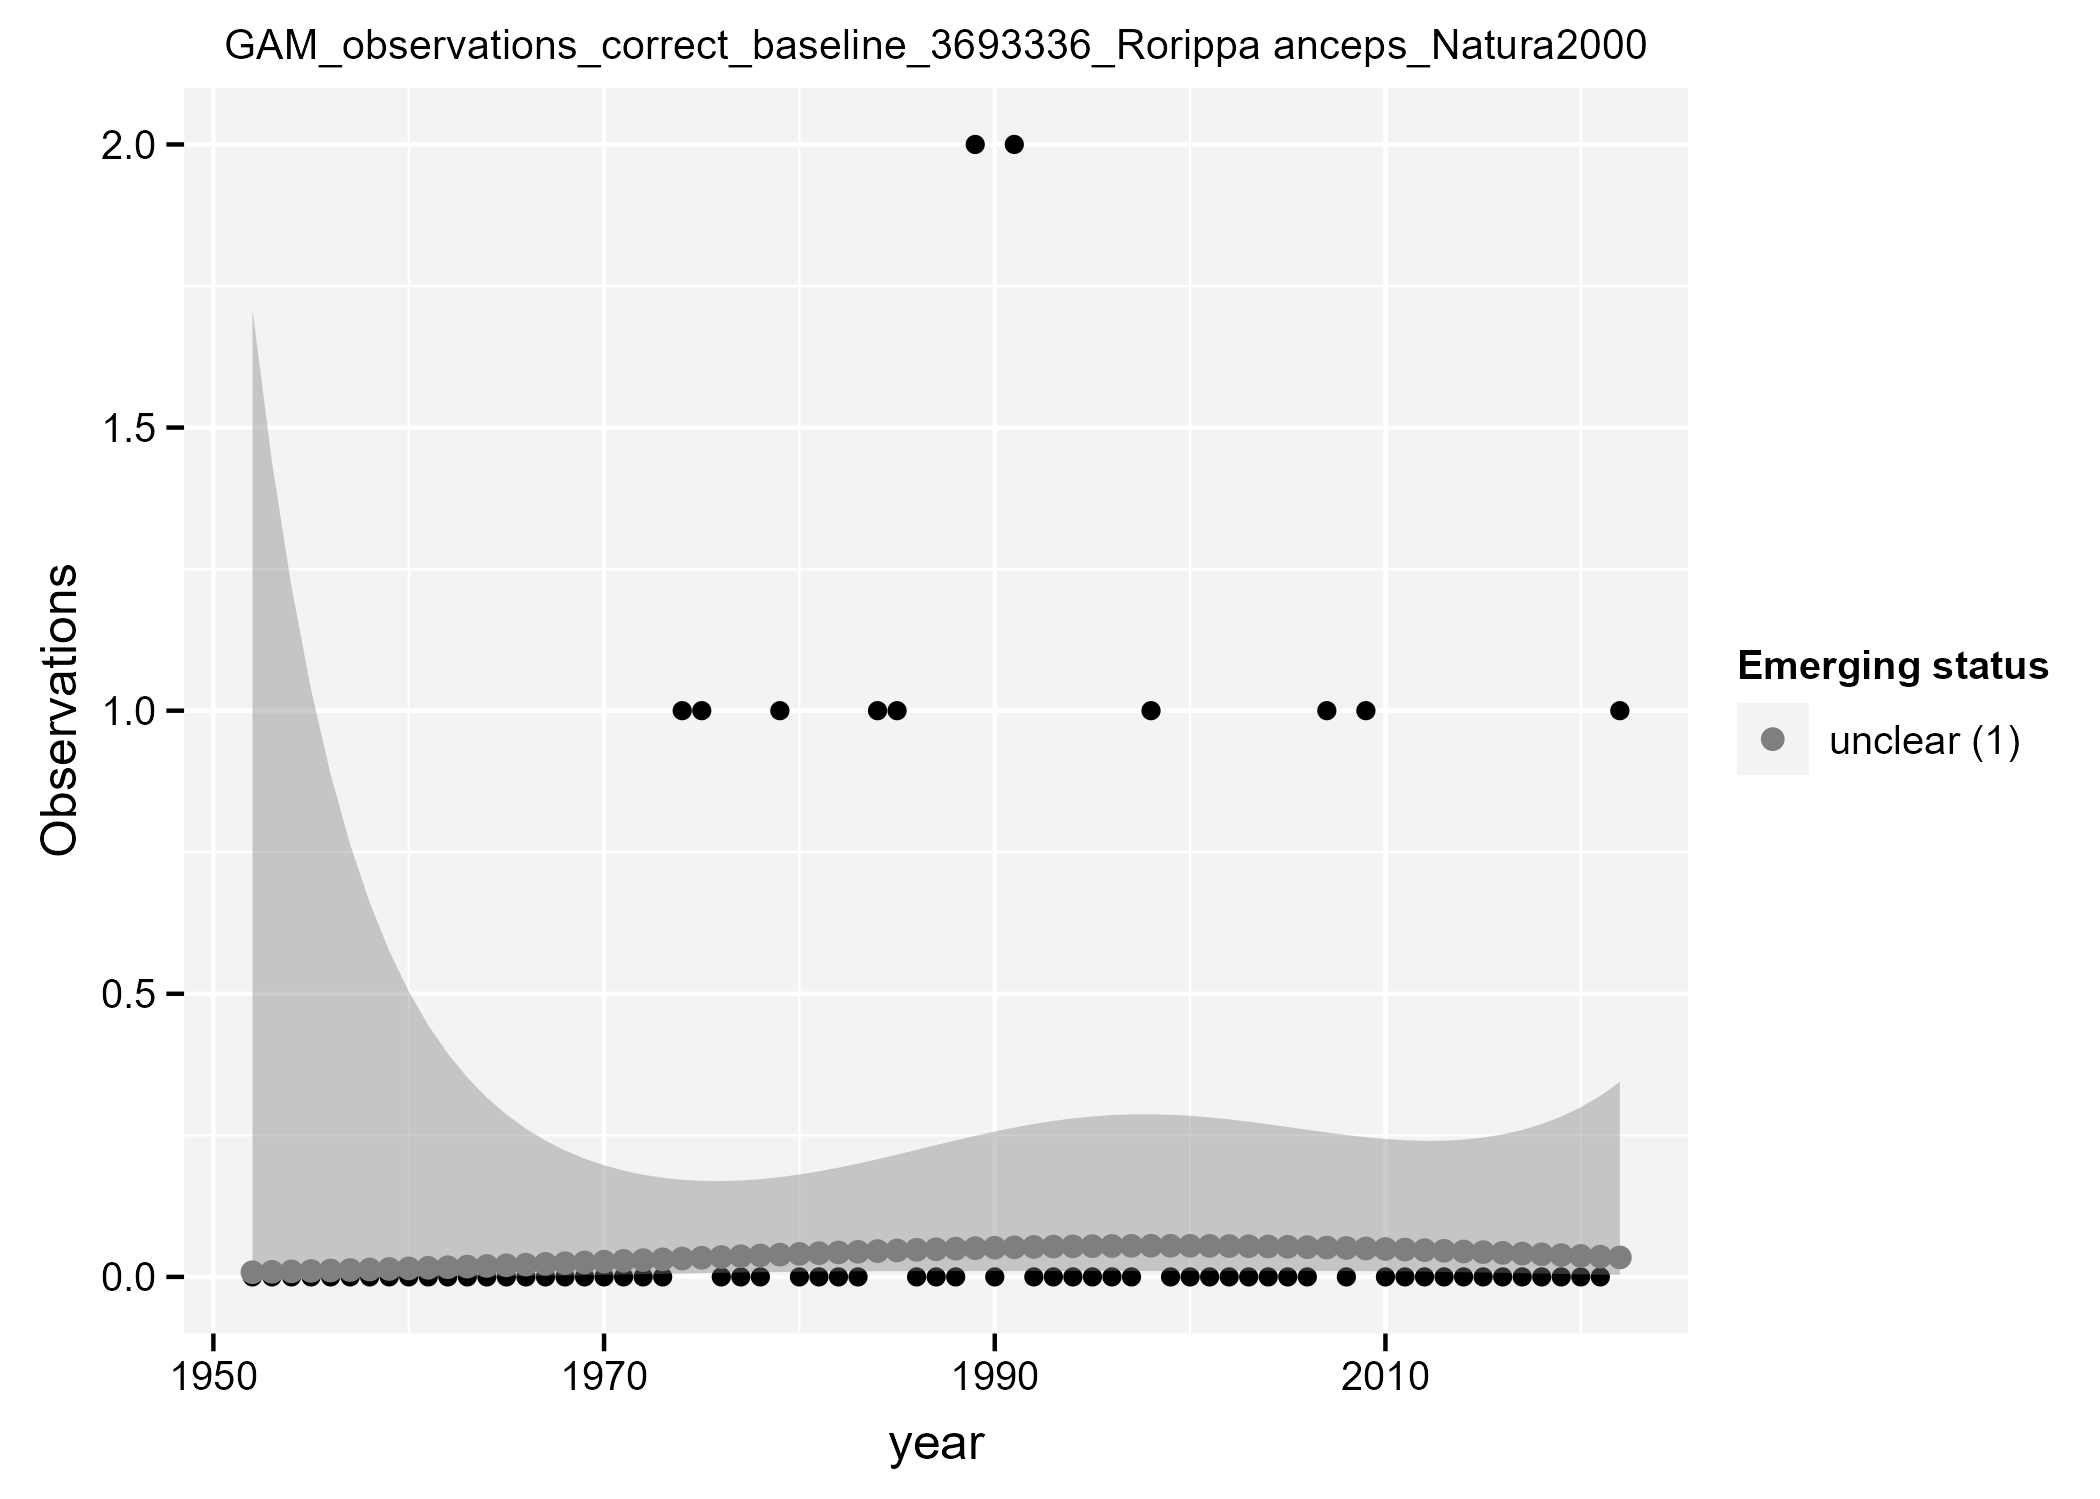 GAM_observations_correct_baseline_3693336_Rorippa anceps_Natura2000
2.0
1.5
1.0
0.5
0.0
Observations
1950
1970
1990
2010
year
Emerging status
unclear (1)